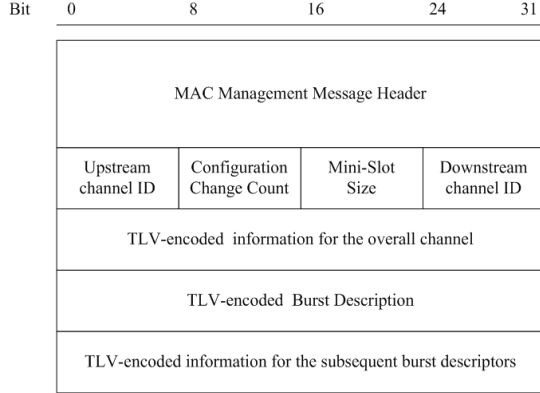 Bit 0 8 16 24 31
MAC Management Message Header
Upstream channel ID
Configuration Change Count
Mini-Slot Size
Downstream channel ID
TLV-encoded information for the overall channel
TLV-encoded Burst Description
TLV-encoded information for the subsequent burst descriptors